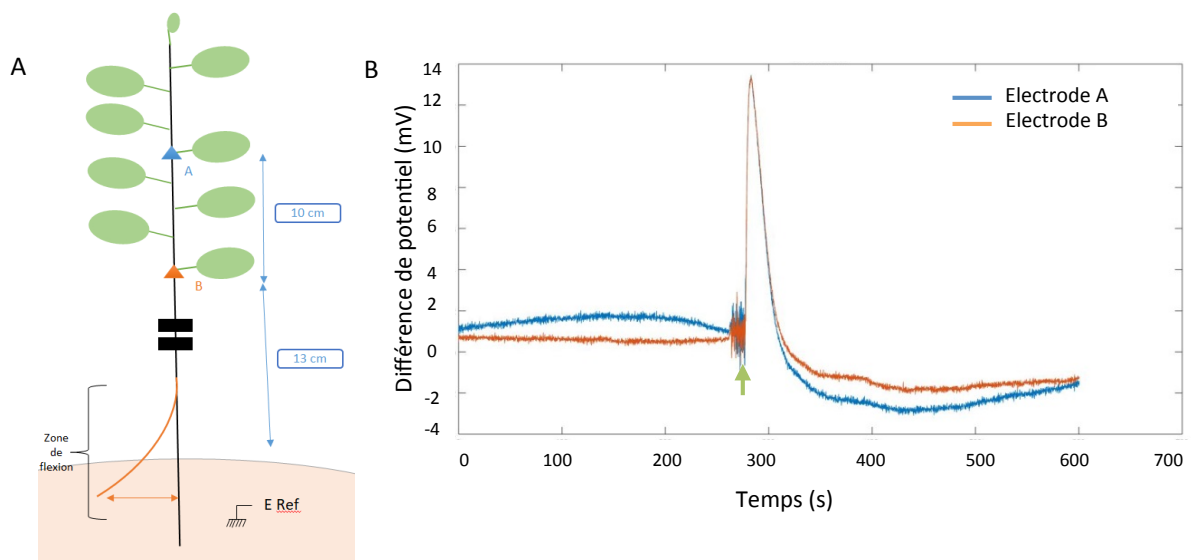 A
A
10 cm
B
13 cm
Zone
de
flexion
E Ref
B
Différence de potentiel (mV)
14
12
10
8
6
4
2
0
-2
-4
0 100 200 300 400 500 600 700
Temps (s)
Electrode A
Electrode B